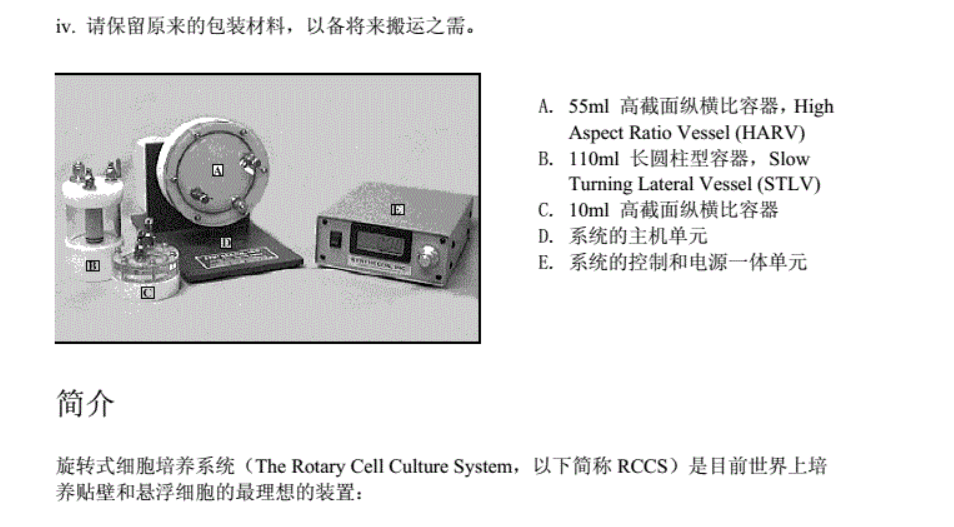 iv. 请保留原来的包装材料，以备将来搬运之需。
A
B
C
D
E
SYNTHECON, INC.
A. 55ml 高截面纵横比容器，High
Aspect Ratio Vessel (HARV)
B. 110ml 长圆柱型容器，Slow
Turning Lateral Vessel (STLV)
C. 10ml 高截面纵横比容器
D. 系统的主机单元
E. 系统的控制和电源一体单元
简介
旋转式细胞培养系统（The Rotary Cell Culture System，以下简称 RCCS）是目前世界上培
养贴壁和悬浮细胞的最理想的装置：